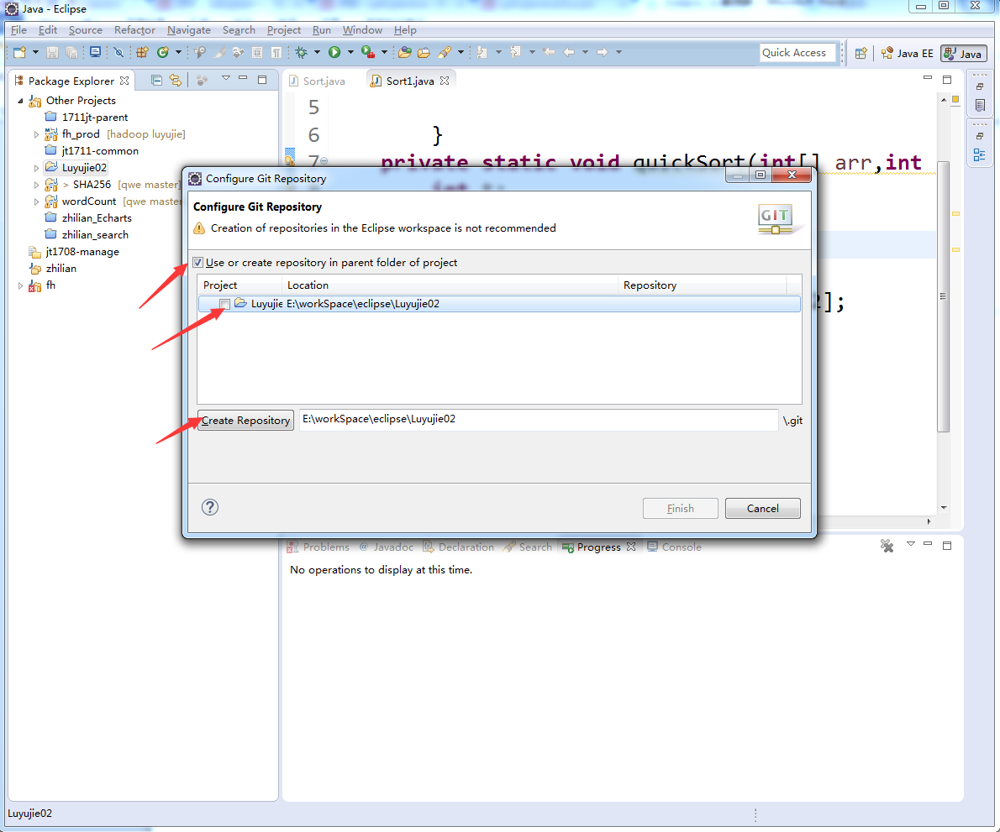 Java - Eclipse
File Edit Source Refactor Navigate Search Project Run Window Help
Quick Access
Java EE
Java
Package Explorer
Other Projects
1711jt-parent
fh_prod [hadoop luyujie]
jt1711-common
Luyujie02
> SHA256 [qwe master]
wordCount [qwe master
zhilian_Echarts
zhilian_search
jt1708-manage
zhilian
fh
Sort.java
Sort1.java
5
6 }
7 private static void quickSort(int[] arr,int
];
Configure Git Repository
Configure Git Repository
Creation of repositories in the Eclipse workspace is not recommended
GIT
Use or create repository in parent folder of project
Project Location Repository
Luyujie E:\workSpace\eclipse\Luyujie02
Create Repository E:\workSpace\eclipse\Luyujie02 \.git
?
Finish
Cancel
Problems @ Javadoc Declaration Search Progress Console
No operations to display at this time.
Luyujie02